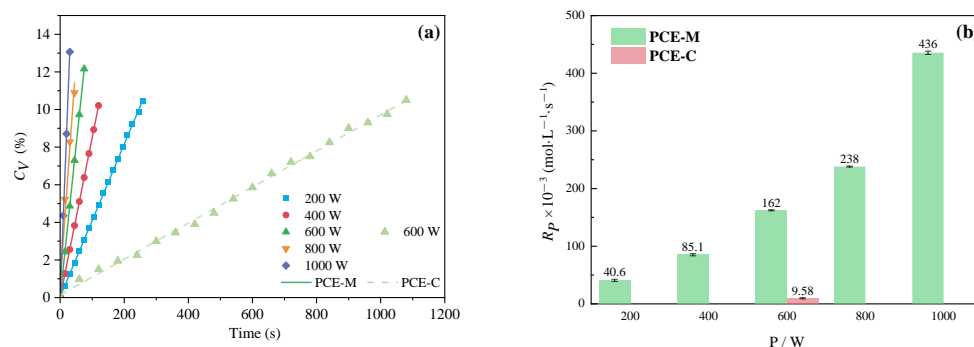 (a)
14
12
10
8
6
4
2
0
C_V (%)
200 W
400 W
600 W
800 W
1000 W
PCE-M
600 W
PCE-C
0 200 400 600 800 1000 1200
Time (s)
(b)
PCE-M
PCE-C
500
400
300
200
100
0
R_P ×10⁻³ (mol·L⁻¹·s⁻¹)
40.6
85.1
162
9.58
238
436
200 400 600 800 1000
P / W